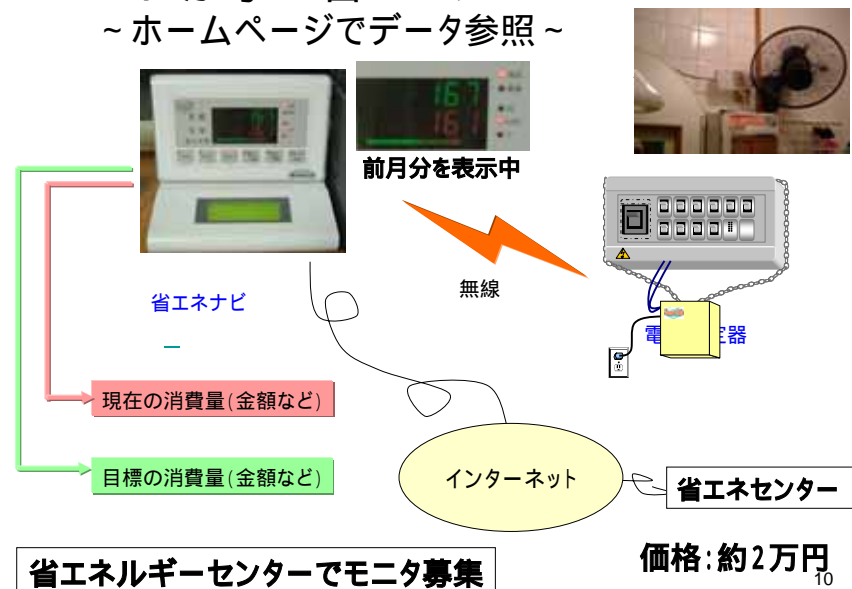 ~ホームページでデータ参照~
167
161
前月分を表示中
無線
省エネナビ
現在の消費量(金額など)
目標の消費量(金額など)
インターネット
省エネセンター
価格:約2万円
省エネルギーセンターでモニタ募集
10